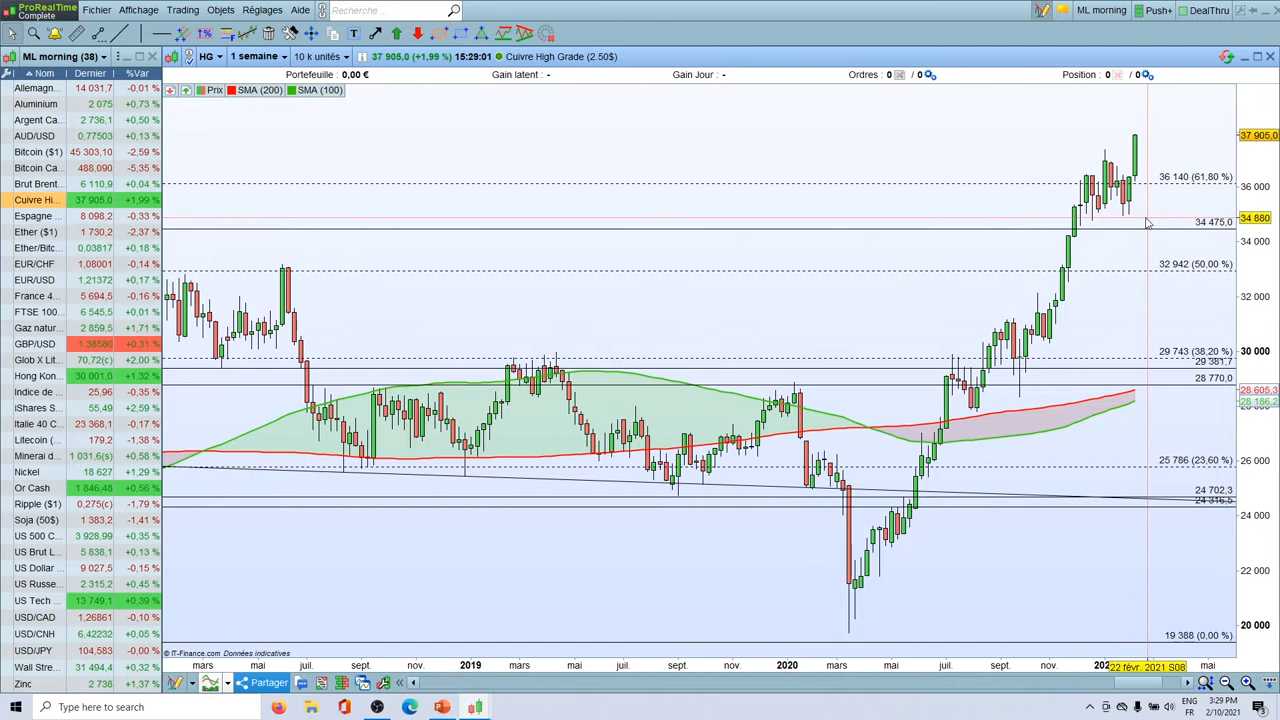 ProRealTime Complete Fichier Affichage Trading Objets Réglages Aide Recherche ... ML morning Push+ DealThru
ML morning (38) HG 1 semaine 10 k unités 37 905,0 (+1,99 %) 15:29:01 Cuivre High Grade (2.50$)
Nom Dernier %Var Portefeuille : 0,00 € Gain latent : - Gain Jour : - Ordres : 0 / 0 Position : 0 / 0
Prix SMA (200) SMA (100)
Allemagn... 14 031,7 -0,01 %
Aluminium 2 075 +0,73 %
Argent Ca... 2 736,1 +0,50 %
AUD/USD 0,77503 +0,13 %
Bitcoin ($1) 45 303,10 -2,59 %
Bitcoin Ca... 488,090 -5,35 %
Brut Brent... 6 110,9 +0,04 %
Cuivre Hi... 37 905,0 +1,99 %
Espagne ... 8 098,2 -0,33 %
Ether ($1) 1 732,0 -2,37 %
Ether/Bitc... 0,03817 +0,18 %
EUR/CHF 1,08001 -0,14 %
EUR/USD 1,21372 +0,17 %
France 4... 5 694,5 -0,16 %
FTSE 100... 6 545,5 +0,01 %
Gaz natur... 2 859,5 +1,71 %
GBP/USD 1,38580 +0,31 %
Glob X Lit... 70,72(c) +2,00 %
Hong Kon... 30 001,0 +1,32 %
Indice de ... 25,96 -0,35 %
iShares S... 55,49 +2,59 %
Italie 40 C... 23 368,1 -0,17 %
Litecoin (... 179,2 -1,38 %
Minerai d... 1 031,6(s) +0,58 %
Nickel 18 627 +1,29 %
Or Cash 1 846,48 +0,56 %
Ripple ($1) 0,275(c) -1,79 %
Soja (50$) 1 383,2 -1,41 %
US 500 C... 3 928,99 +0,35 %
US Brut L... 5 838,1 +0,13 %
US Dollar ... 9 027,5 -0,15 %
US Russe... 2 315,2 +0,45 %
US Tech ... 13 749,1 +0,39 %
USD/CAD 1,26861 -0,10 %
USD/CNH 6,42232 +0,05 %
USD/JPY 104,583 -0,00 %
Wall Stre... 31 494,4 +0,32 %
Zinc 2 738 +1,37 %
37 905,0
36 140 (61,80 %)
36 000
34 880
34 475,0
34 000
32 942 (50,00 %)
32 000
29 743 (38,20 %)
30 000
29 381,7
28 770,0
28 605,3
28 186,2
26 000
25 786 (23,60 %)
24 702,3
24 316,5
24 000
22 000
20 000
19 388 (0,00 %)
© IT-Finance.com Données indicatives
mars mai juil. sept. nov. 2019 mars mai juil. sept. nov. 2020 mars mai juil. sept. nov. 22 févr. 2021 S08 mai
Partager
Type here to search
ENG 3:29 PM
FR 2/10/2021